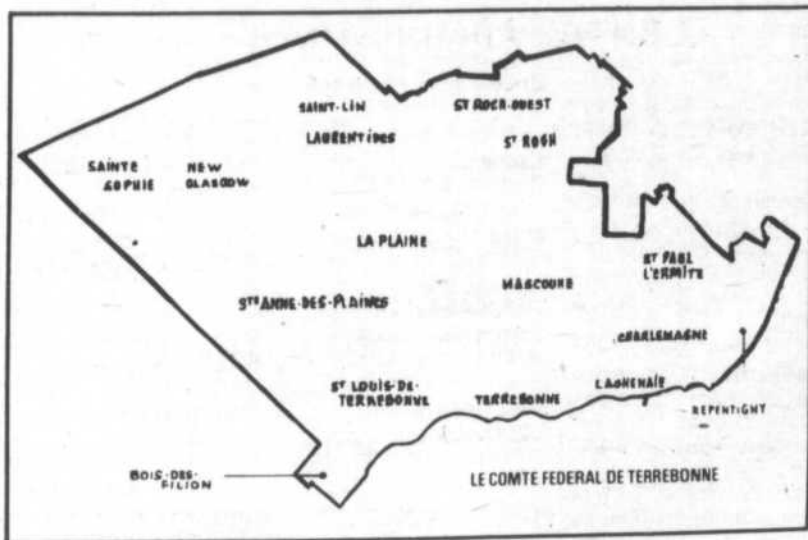 SAINT-LIN
LAURENTIDES
ST ROCH-OUEST
ST ROCH
SAINTE
SOPHIE
NEW
GLASGOW
LA PLAINE
ST PAUL
L'ERMITE
MASCOUHE
STE ANNE-DES-PLAINES
CHARLEMAGNE
ST LOUIS-DE-
TERREBONNE
TERREBONNE
LACHENAIE
REPENTIGNY
BOIS-DES-
FILION
LE COMTE FEDERAL DE TERREBONNE